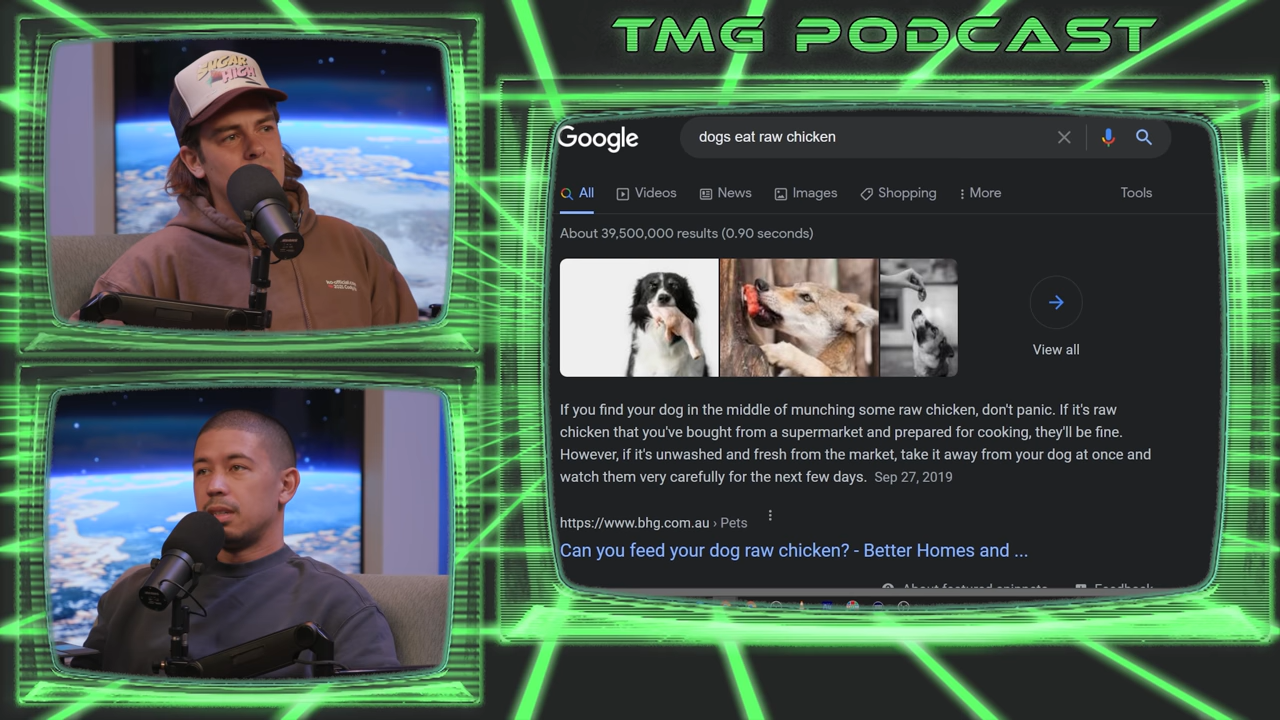 TMG PODCAST
SUGAR
HIGH
Google
dogs eat raw chicken
All
Videos
News
Images
Shopping
More
Tools
About 39,500,000 results (0.90 seconds)
View all
If you find your dog in the middle of munching some raw chicken, don't panic. If it's raw
chicken that you've bought from a supermarket and prepared for cooking, they'll be fine.
However, if it's unwashed and fresh from the market, take it away from your dog at once and
watch them very carefully for the next few days. Sep 27, 2019
https://www.bhg.com.au › Pets
Can you feed your dog raw chicken? - Better Homes and ...
About featured snippets
Feedback